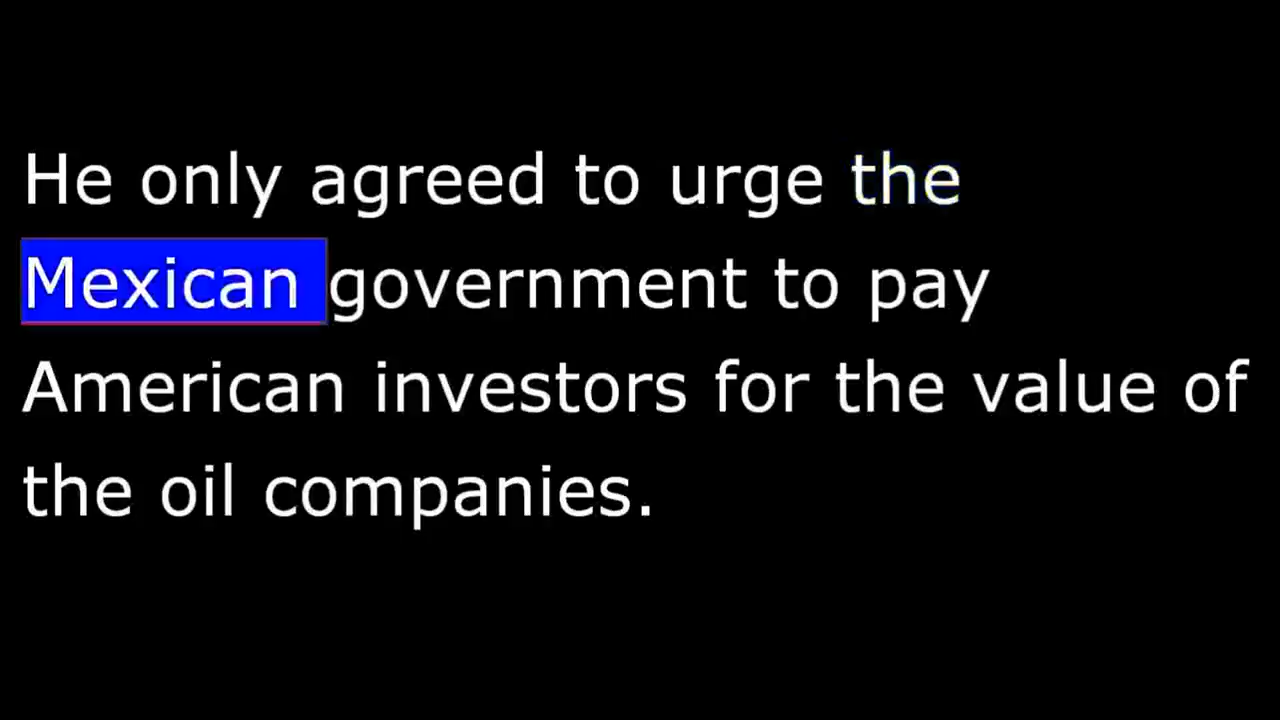 He only agreed to urge the
Mexican government to pay
American investors for the value of
the oil companies.